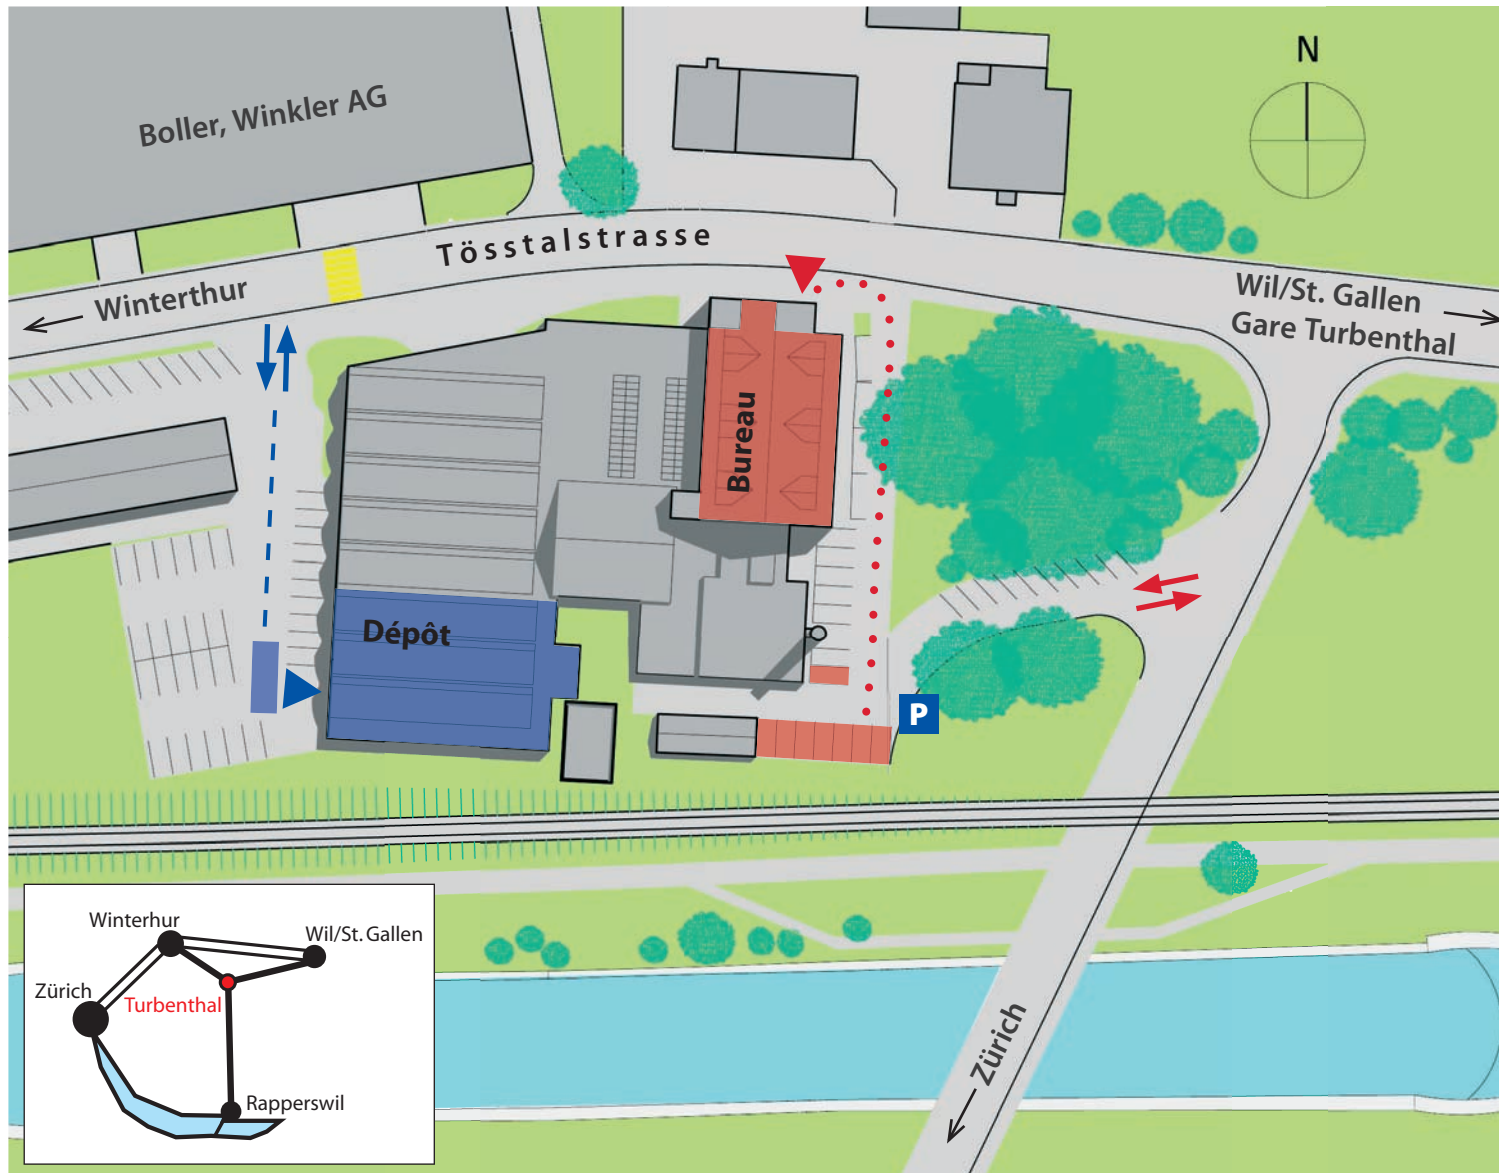 N
Boller, Winkler AG
Tösstalstrasse
Winterthur
Wil/St. Gallen
Gare Turbenthal
Bureau
Dépôt
P
Zürich
Winterhur
Wil/St. Gallen
Zürich
Turbenthal
Rapperswil